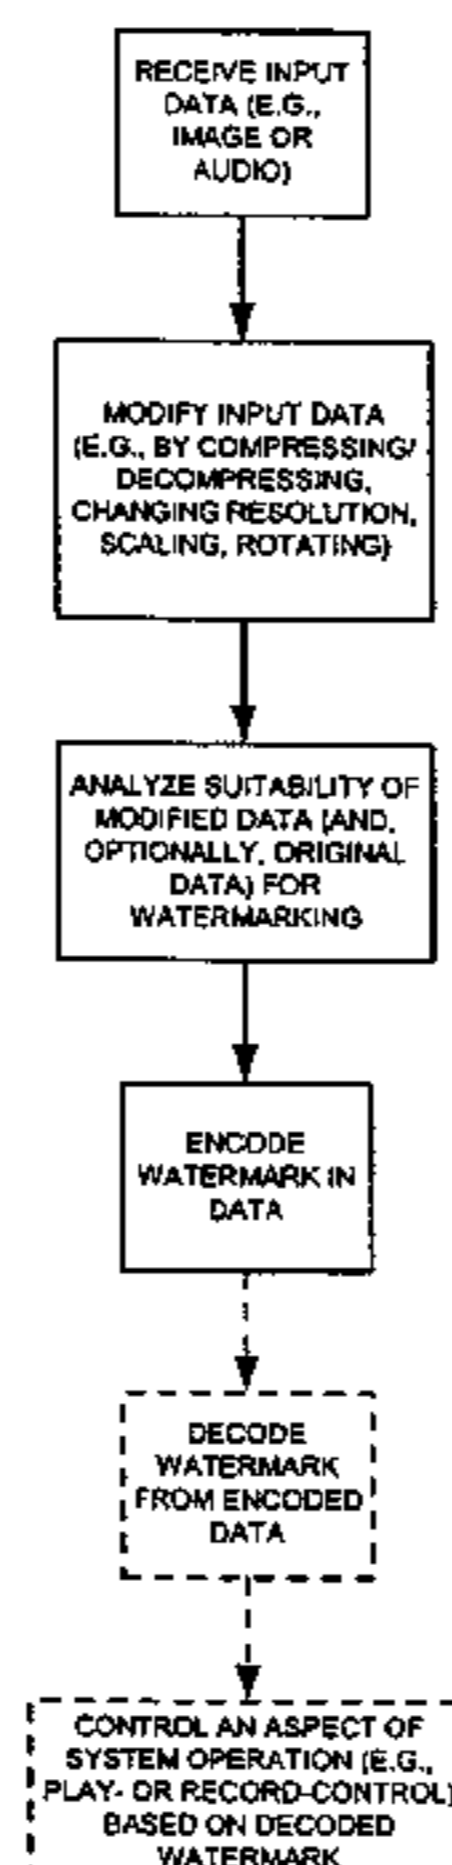 RECEIVE INPUT
DATA (E.G.,
IMAGE OR
AUDIO)
MODIFY INPUT DATA
(E.G., BY COMPRESSING/
DECOMPRESSING,
CHANGING RESOLUTION,
SCALING, ROTATING)
ANALYZE SUITABILITY OF
MODIFIED DATA (AND,
OPTIONALLY, ORIGINAL
DATA) FOR
WATERMARKING
ENCODE
WATERMARK IN
DATA
DECODE
WATERMARK
FROM ENCODED
DATA
CONTROL AN ASPECT OF
SYSTEM OPERATION (E.G.,
PLAY- OR RECORD-CONTROL)
BASED ON DECODED
WATERMARK